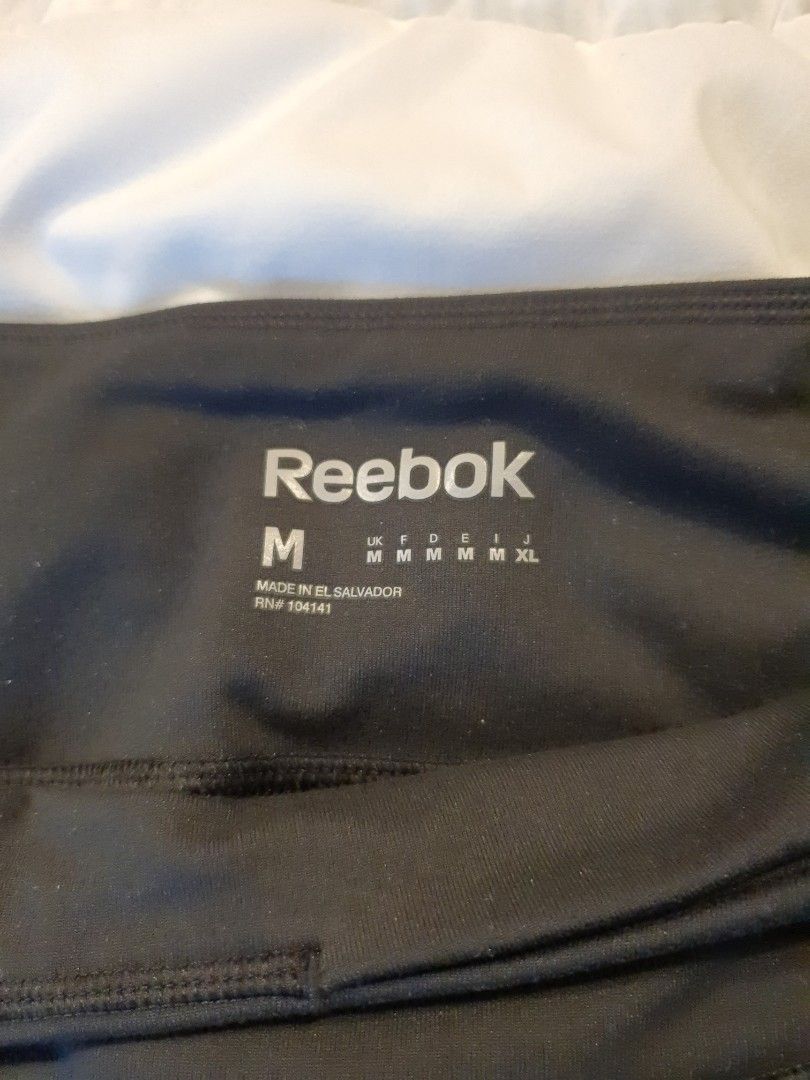 Reebok
M
UK F D E I J
M M M M M XL
MADE IN EL SALVADOR
RN# 104141